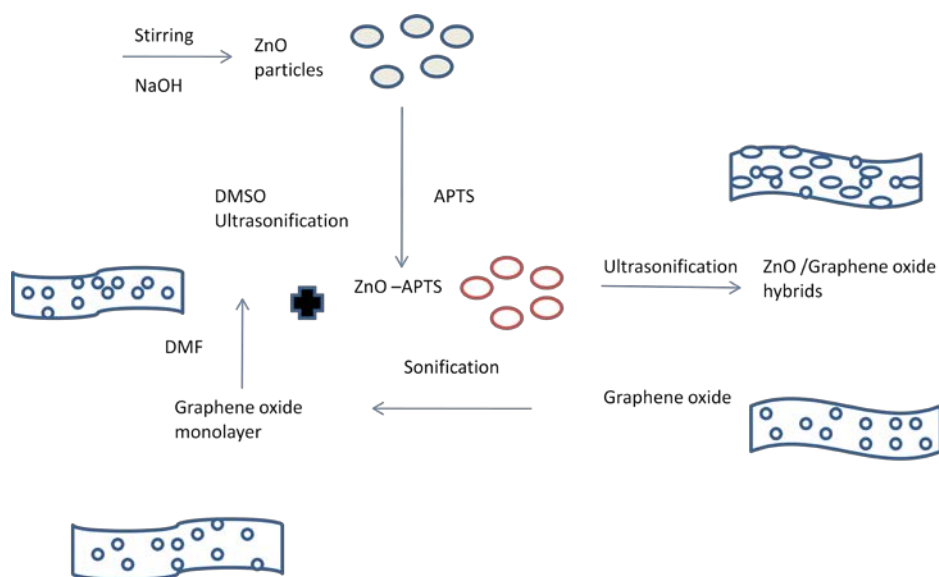 Stirring
NaOH
ZnO
particles
DMSO
Ultrasonification
APTS
ZnO –APTS
Ultrasonification
ZnO /Graphene oxide
hybrids
DMF
Sonification
Graphene oxide
Graphene oxide
monolayer